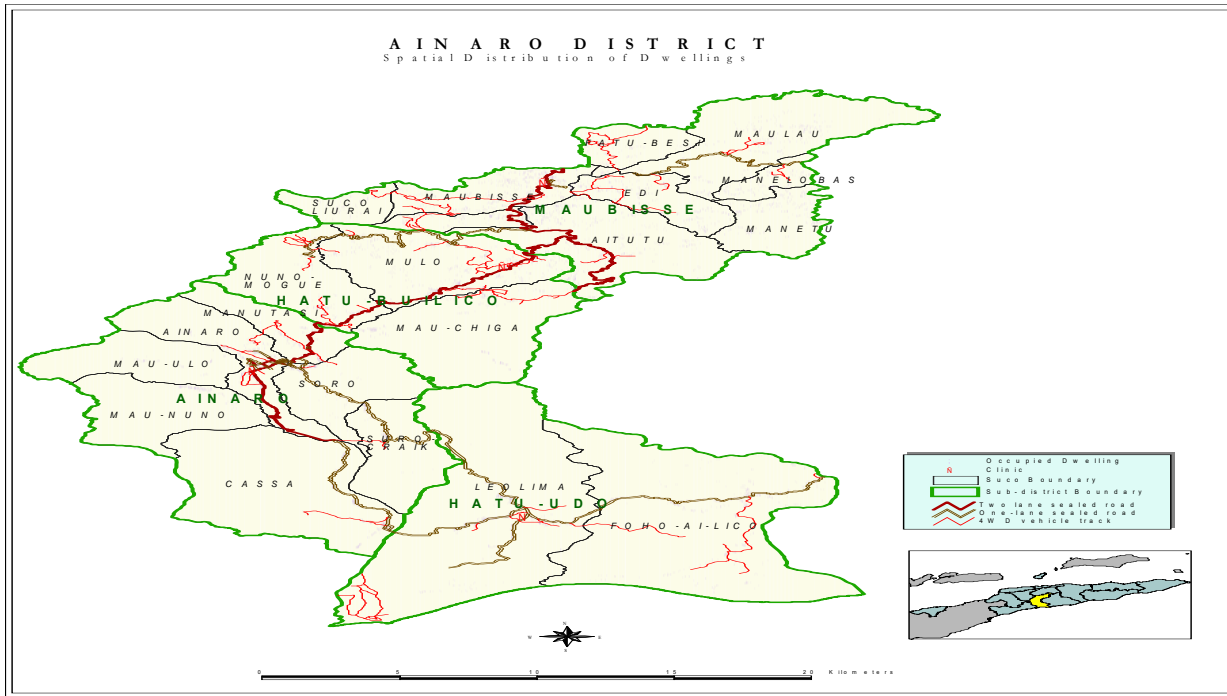 AINARO DISTRICT
Spatial Distribution of Dwellings
MAULAU
FATU-BESI
MANELOBAS
EDI
MAUBISSE
SUCO
LIURAI
MAUBISSE
MANETU
AITUTU
MULO
NUNO-
MOGUE
HATU-BUILICO
MANUTASI
MAU-CHIGA
AINARO
MAU-ULO
SORO
AINARO
MAU-NUNO
SURO-
CRAIK
CASSA
LEOLIMA
HATU-UDO
FOHO-AI-LICO
Occupied Dwelling
Ñ Clinic
Suco Boundary
Sub-district Boundary
Two lane sealed road
One-lane sealed road
4WD vehicle track
N
W
S
0 5 10 15 20 Kilometers